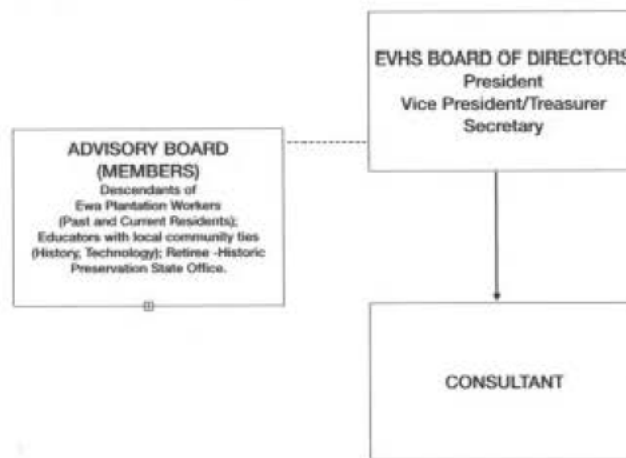 EVHS BOARD OF DIRECTORS
President
Vice President/Treasurer
Secretary
ADVISORY BOARD
(MEMBERS)
Descendants of
Ewa Plantation Workers
(Past and Current Residents);
Educators with local community ties
(History, Technology); Retiree -Historic
Preservation State Office.
CONSULTANT